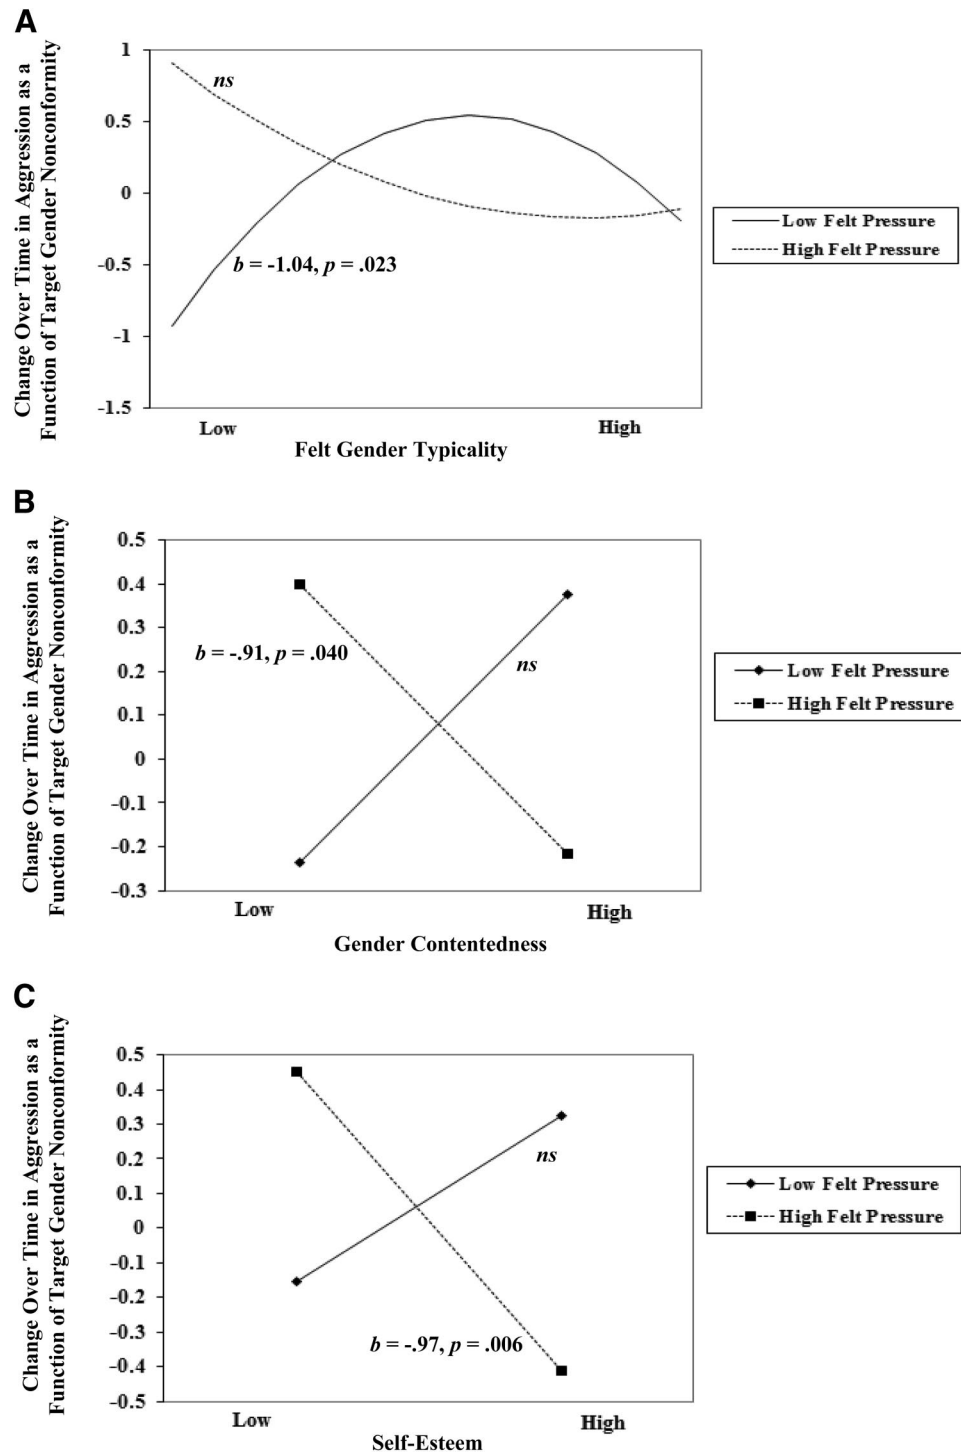 A
Change Over Time in Aggression as a
Function of Target Gender Nonconformity
1
0.5
0
-0.5
-1
-1.5
ns
b = -1.04, p = .023
Low
High
Felt Gender Typicality
Low Felt Pressure
High Felt Pressure
B
Change Over Time in Aggression as a
Function of Target Gender Nonconformity
0.5
0.4
0.3
0.2
0.1
0
-0.1
-0.2
-0.3
b = -.91, p = .040
ns
Low
High
Gender Contentedness
Low Felt Pressure
High Felt Pressure
C
Change Over Time in Aggression as a
Function of Target Gender Nonconformity
0.5
0.4
0.3
0.2
0.1
0
-0.1
-0.2
-0.3
-0.4
-0.5
ns
b = -.97, p = .006
Low
High
Self-Esteem
Low Felt Pressure
High Felt Pressure